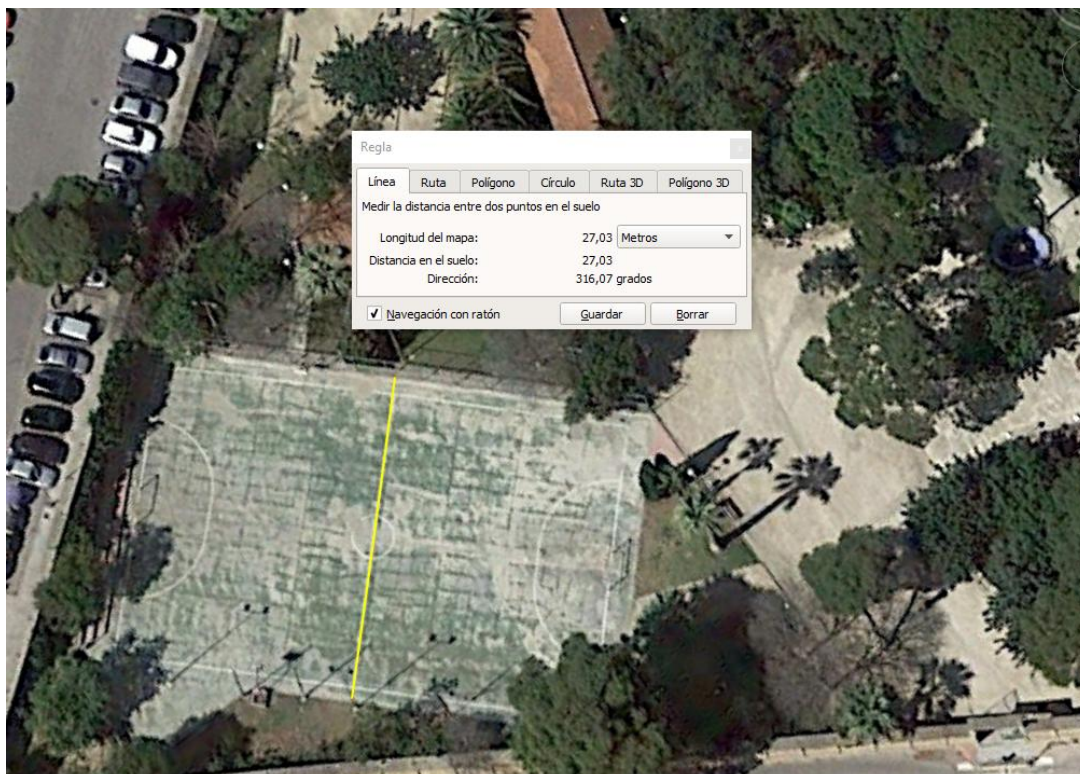 Regla
Línea Ruta Polígono Círculo Ruta 3D Polígono 3D
Medir la distancia entre dos puntos en el suelo
Longitud del mapa: 27,03 Metros
Distancia en el suelo: 27,03
Dirección: 316,07 grados
Navegación con ratón Guardar Borrar